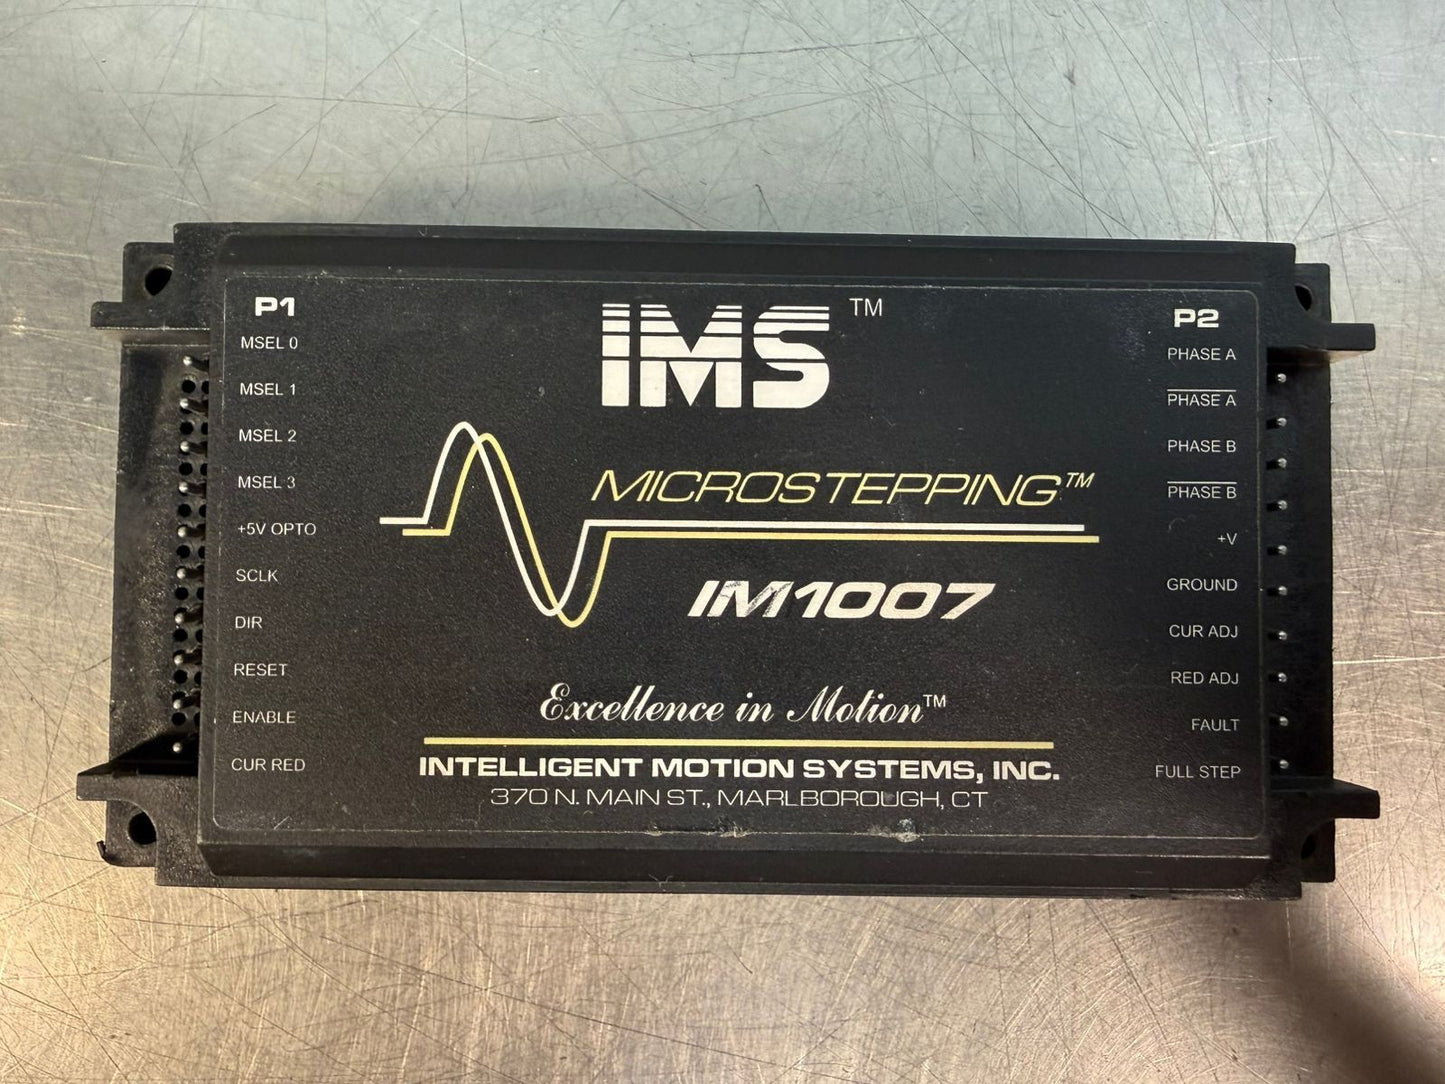 IMS™
P1
MSEL 0
MSEL 1
MSEL 2
MSEL 3
+5V OPTO
SCLK
DIR
RESET
ENABLE
CUR RED
MICROSTEPPING™
IM1007
Excellence in Motion™
INTELLIGENT MOTION SYSTEMS, INC.
370 N. MAIN ST., MARLBOROUGH, CT
P2
PHASE A
P̅H̅A̅S̅E̅ ̅A̅
PHASE B
P̅H̅A̅S̅E̅ ̅B̅
+V
GROUND
CUR ADJ
RED ADJ
FAULT
FULL STEP